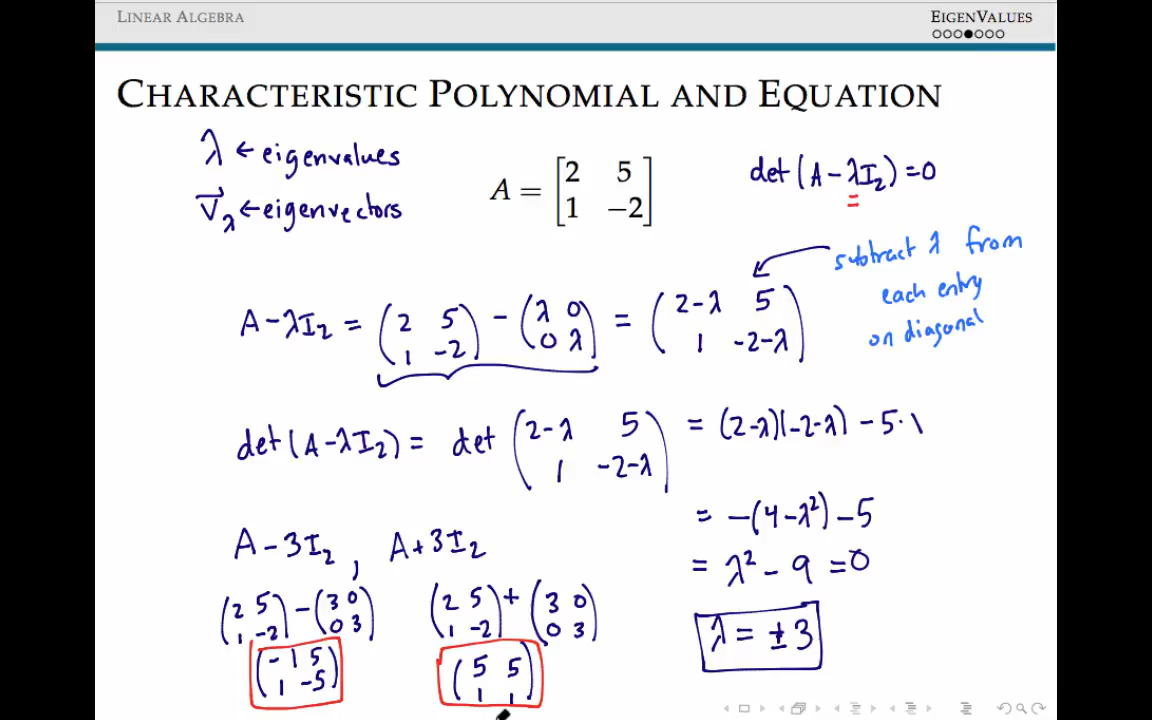 LINEAR ALGEBRA
EIGENVALUES
CHARACTERISTIC POLYNOMIAL AND EQUATION
λ ← eigenvalues
v⃗_λ ← eigenvectors
A = [2 5; 1 −2]
det(A − λI₂) = 0
=
subtract λ from
each entry
on diagonal
A − λI₂ = (2 5; 1 −2) − (λ 0; 0 λ) = (2−λ 5; 1 −2−λ)
det(A − λI₂) = det (2−λ 5; 1 −2−λ) = (2−λ)(−2−λ) − 5·1
= −(4−λ²) − 5
= λ² − 9 = 0
λ = ±3
A − 3I₂ , A + 3I₂
(2 5; 1 −2) − (3 0; 0 3)
(−1 5; 1 −5)
(2 5; 1 −2) + (3 0; 0 3)
(5 5; 1 1)